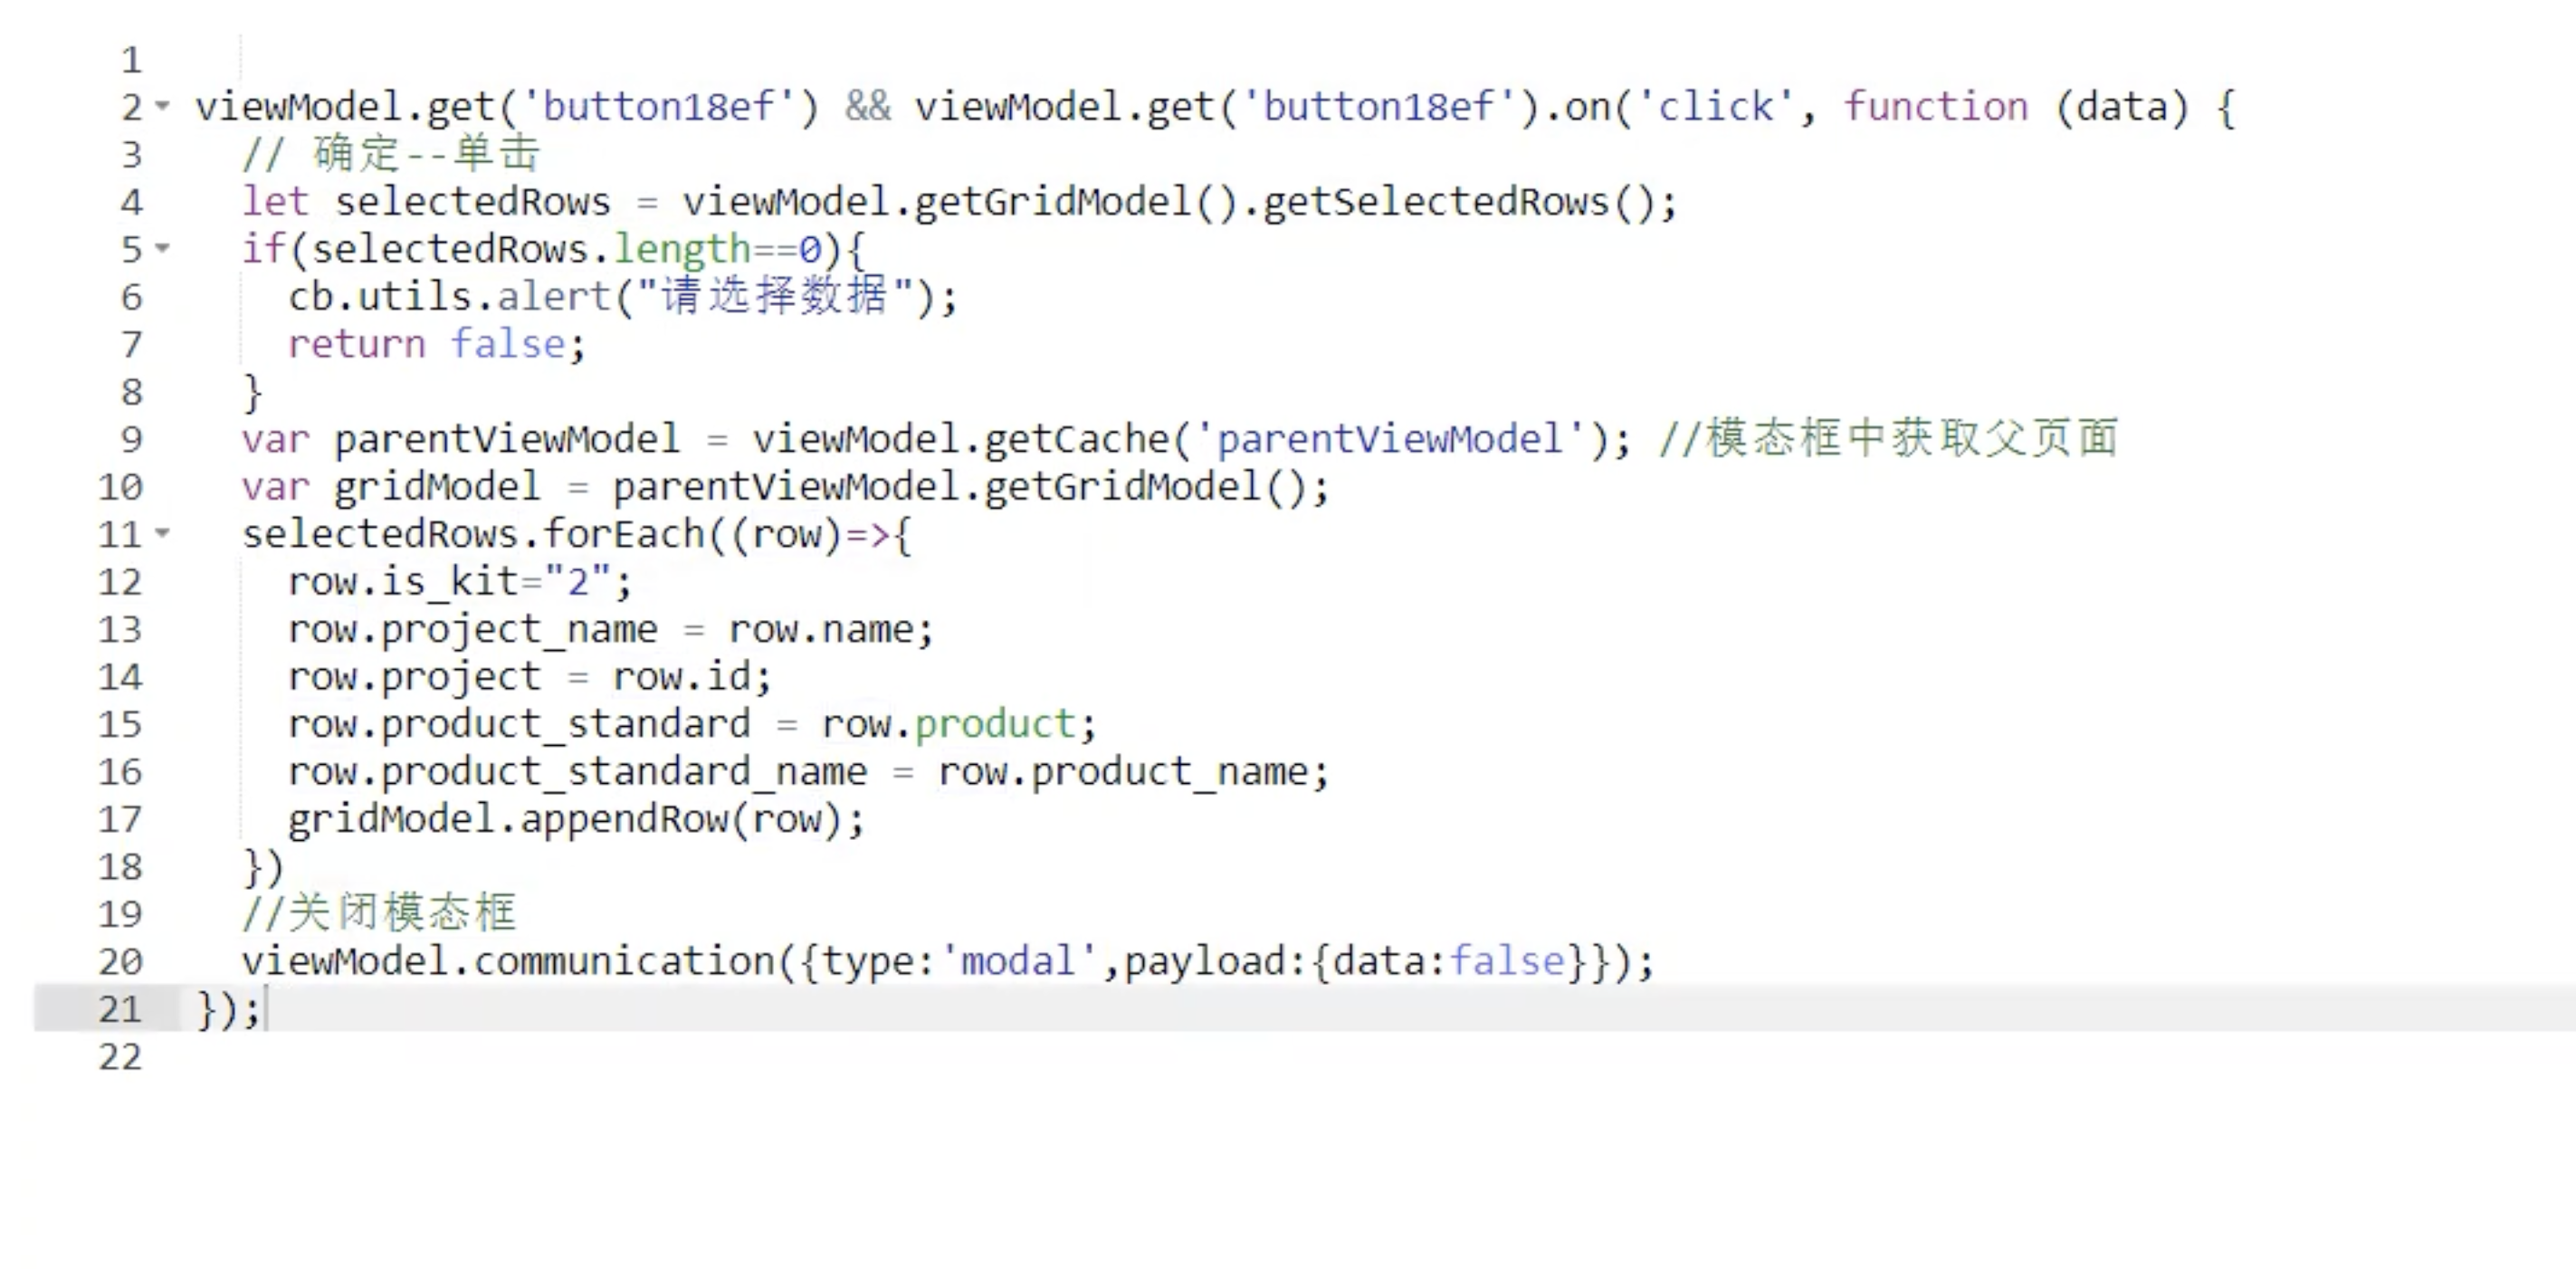 1
2 viewModel.get('button18ef') && viewModel.get('button18ef').on('click', function (data) {
3 // 确定--单击
4 let selectedRows = viewModel.getGridModel().getSelectedRows();
5 if(selectedRows.length==0){
6 cb.utils.alert("请选择数据");
7 return false;
8 }
9 var parentViewModel = viewModel.getCache('parentViewModel'); //模态框中获取父页面
10 var gridModel = parentViewModel.getGridModel();
11 selectedRows.forEach((row)=>{
12 row.is_kit="2";
13 row.project_name = row.name;
14 row.project = row.id;
15 row.product_standard = row.product;
16 row.product_standard_name = row.product_name;
17 gridModel.appendRow(row);
18 })
19 //关闭模态框
20 viewModel.communication({type:'modal',payload:{data:false}});
21 });
22